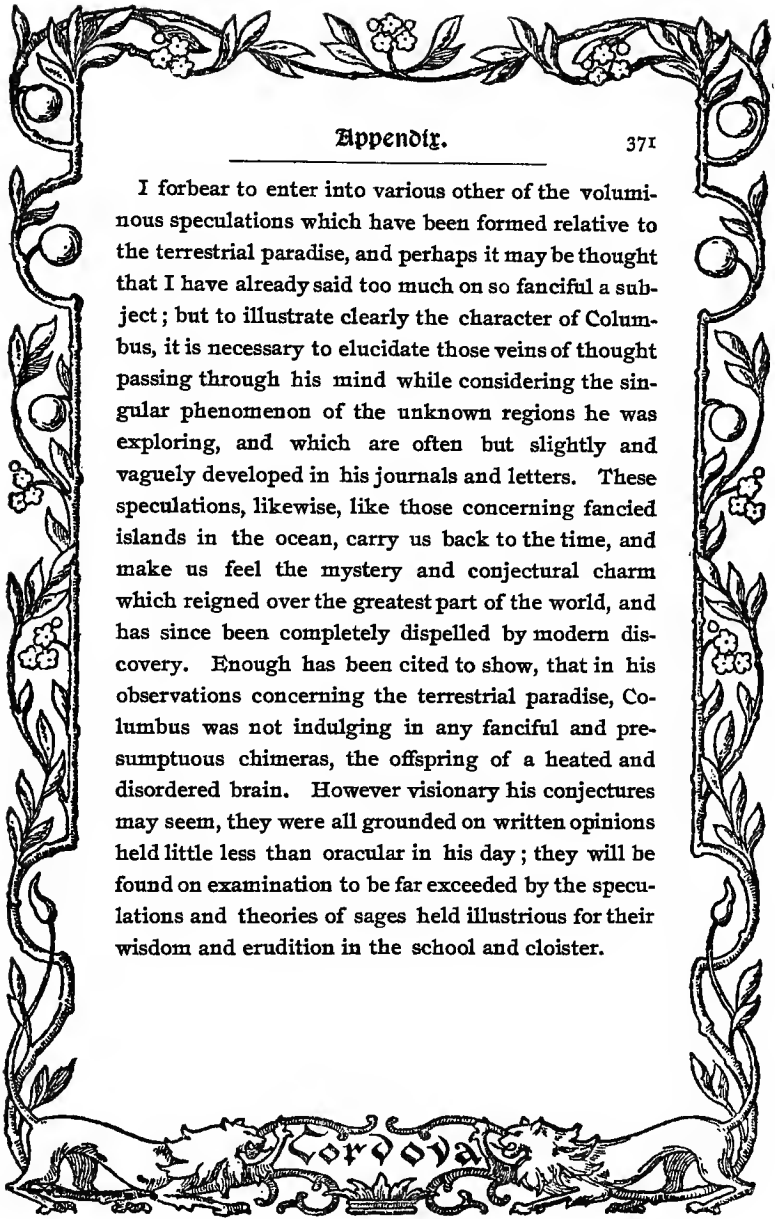 Appendix. 371
I forbear to enter into various other of the volumi-
nous speculations which have been formed relative to
the terrestrial paradise, and perhaps it may be thought
that I have already said too much on so fanciful a sub-
ject; but to illustrate clearly the character of Colum-
bus, it is necessary to elucidate those veins of thought
passing through his mind while considering the sin-
gular phenomenon of the unknown regions he was
exploring, and which are often but slightly and
vaguely developed in his journals and letters. These
speculations, likewise, like those concerning fancied
islands in the ocean, carry us back to the time, and
make us feel the mystery and conjectural charm
which reigned over the greatest part of the world, and
has since been completely dispelled by modern dis-
covery. Enough has been cited to show, that in his
observations concerning the terrestrial paradise, Co-
lumbus was not indulging in any fanciful and pre-
sumptuous chimeras, the offspring of a heated and
disordered brain. However visionary his conjectures
may seem, they were all grounded on written opinions
held little less than oracular in his day; they will be
found on examination to be far exceeded by the specu-
lations and theories of sages held illustrious for their
wisdom and erudition in the school and cloister.
Cordova